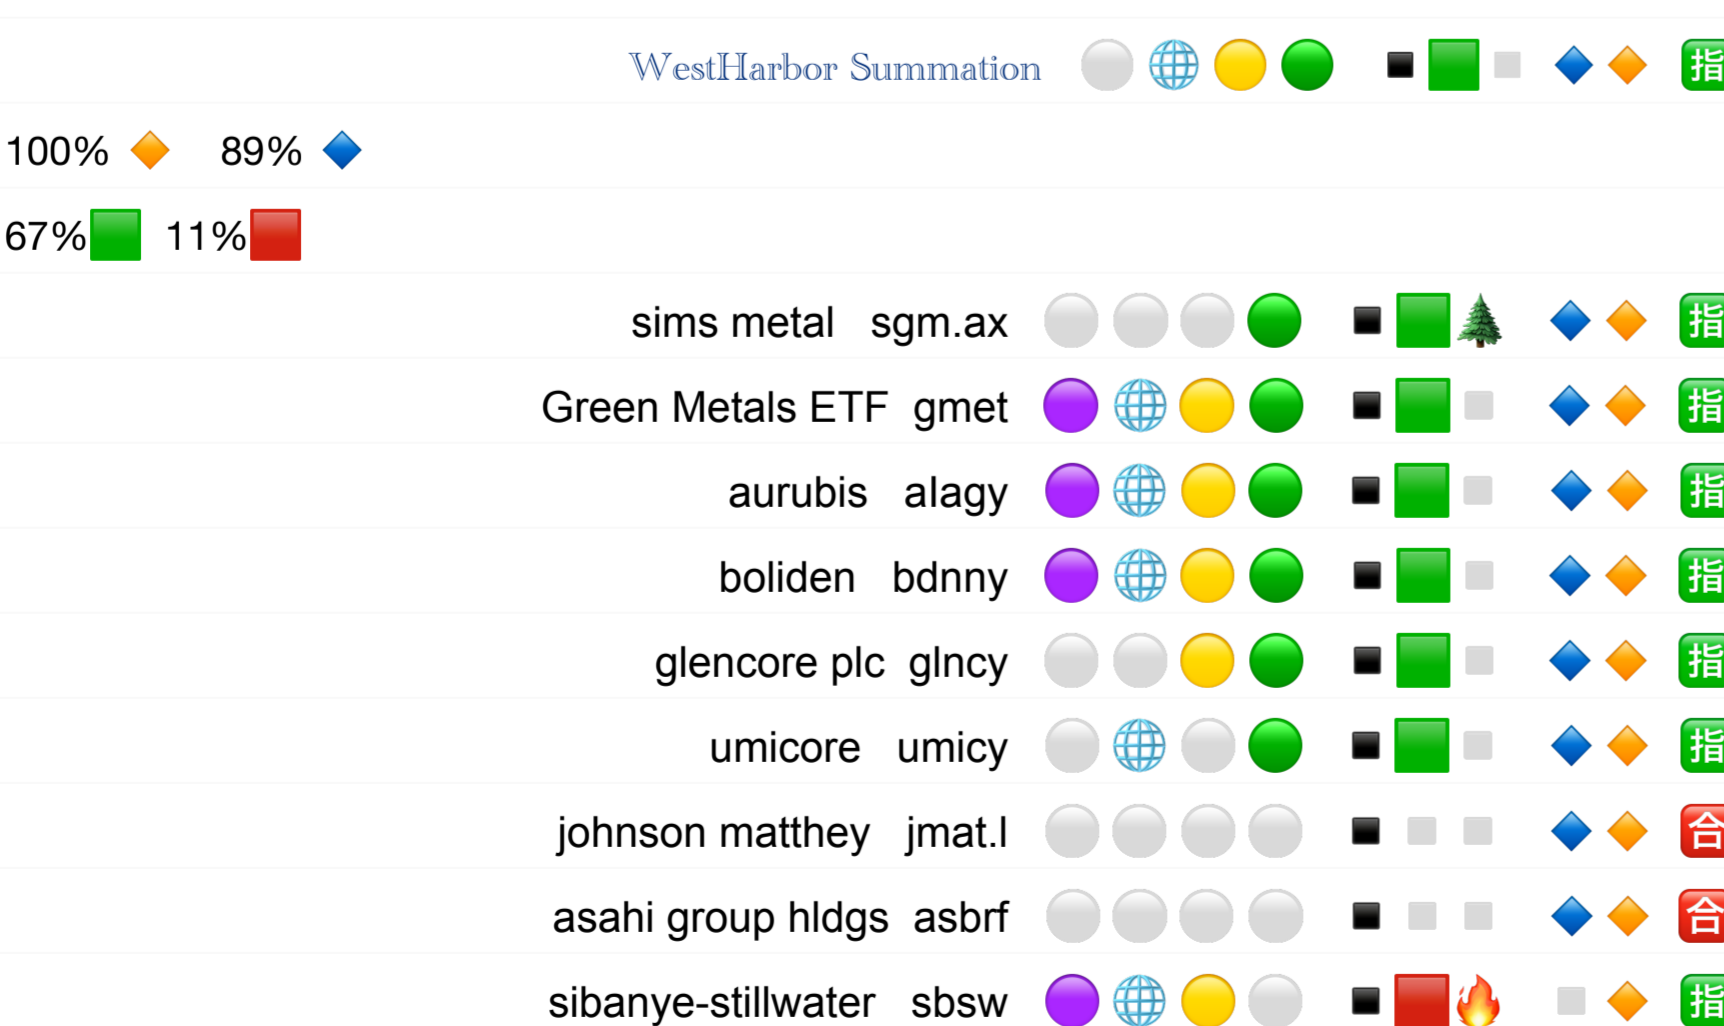 WestHarbor Summation 指
100% 89%
67% 11%
sims metal sgm.ax 指
Green Metals ETF gmet 指
aurubis alagy 指
boliden bdnny 指
glencore plc glncy 指
umicore umicy 指
johnson matthey jmat.l 合
asahi group hldgs asbrf 合
sibanye-stillwater sbsw 指